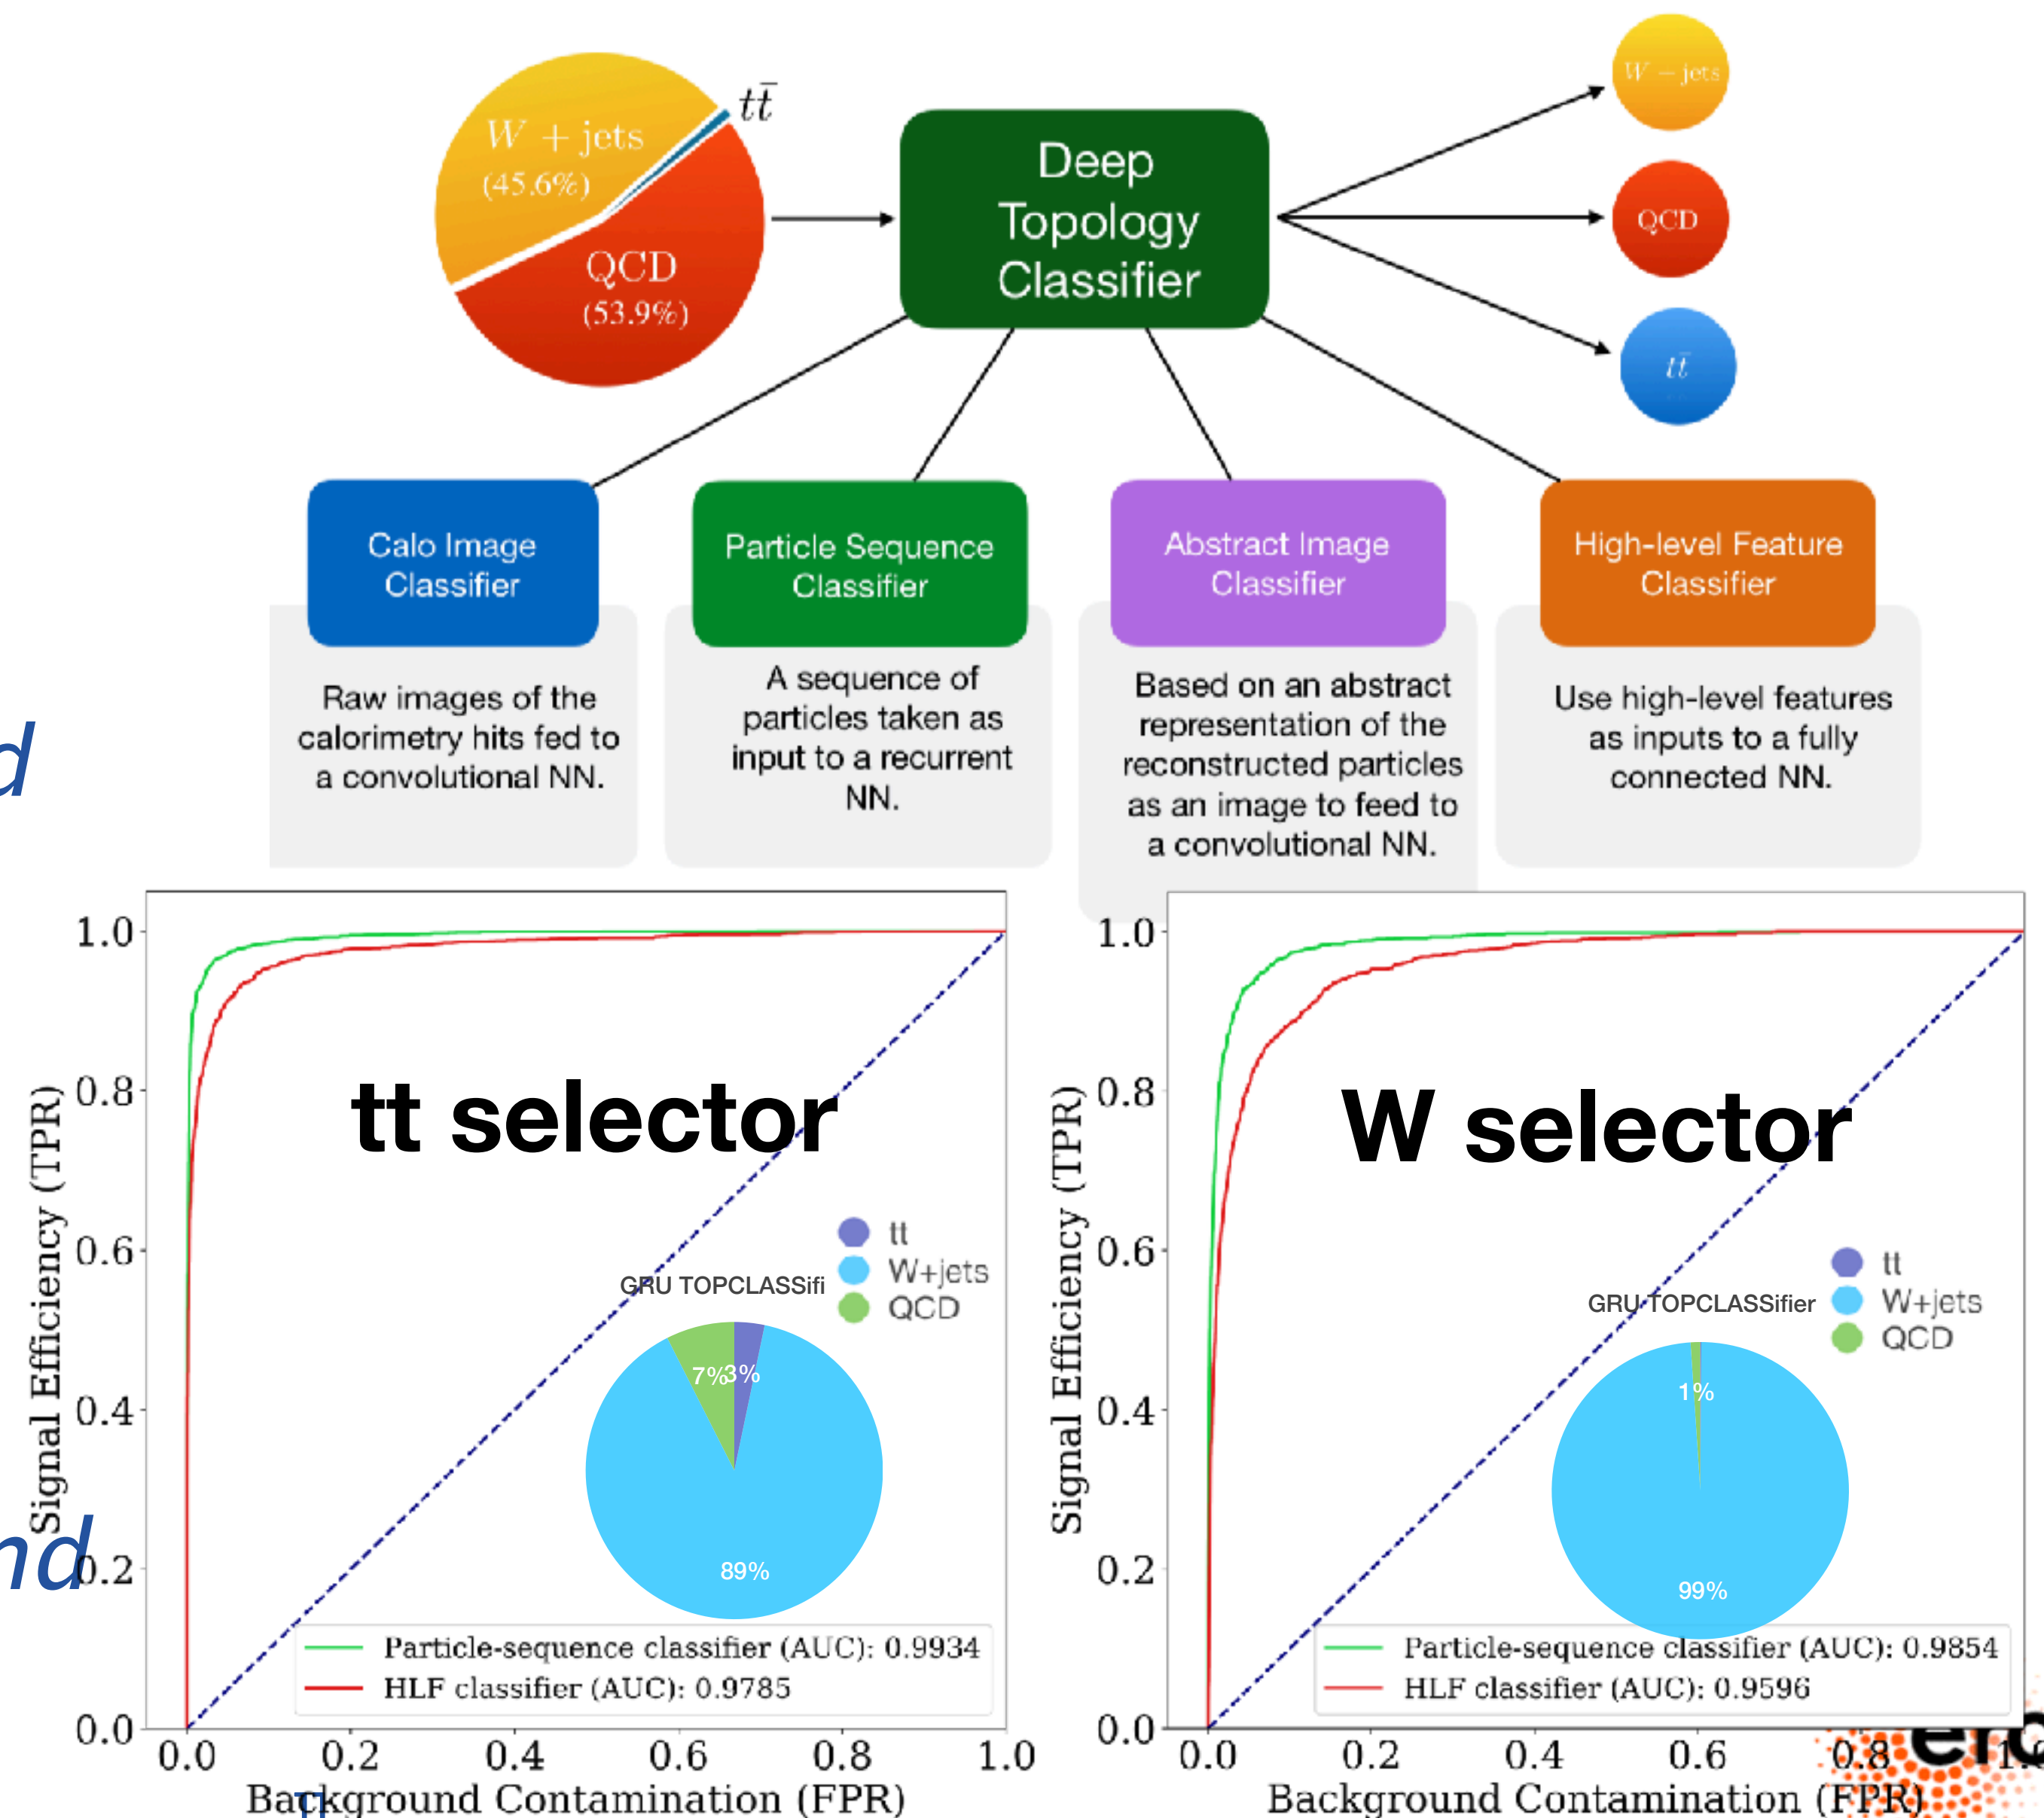 W + jets
(45.6%)
tt̄
QCD
(53.9%)
Deep
Topology
Classifier
W − jets
QCD
tt̄
Calo Image
Classifier
Raw images of the
calorimetry hits fed to
a convolutional NN.
Particle Sequence
Classifier
A sequence of
particles taken as
input to a recurrent
NN.
Abstract Image
Classifier
Based on an abstract
representation of the
reconstructed particles
as an image to feed to
a convolutional NN.
High-level Feature
Classifier
Use high-level features
as inputs to a fully
connected NN.
d
nd
1.0
0.8
0.6
0.4
0.2
0.0
Signal Efficiency (TPR)
tt selector
tt
W+jets
QCD
GRU TOPCLASSifi
7%
3%
89%
Particle-sequence classifier (AUC): 0.9934
HLF classifier (AUC): 0.9785
0.0 0.2 0.4 0.6 0.8 1.0
Background Contamination (FPR)
1.0
0.8
0.6
0.4
0.2
0.0
Signal Efficiency (TPR)
W selector
tt
W+jets
QCD
GRU TOPCLASSifier
1%
99%
Particle-sequence classifier (AUC): 0.9854
HLF classifier (AUC): 0.9596
0.0 0.2 0.4 0.6 0.8
Background Contamination (FPR)